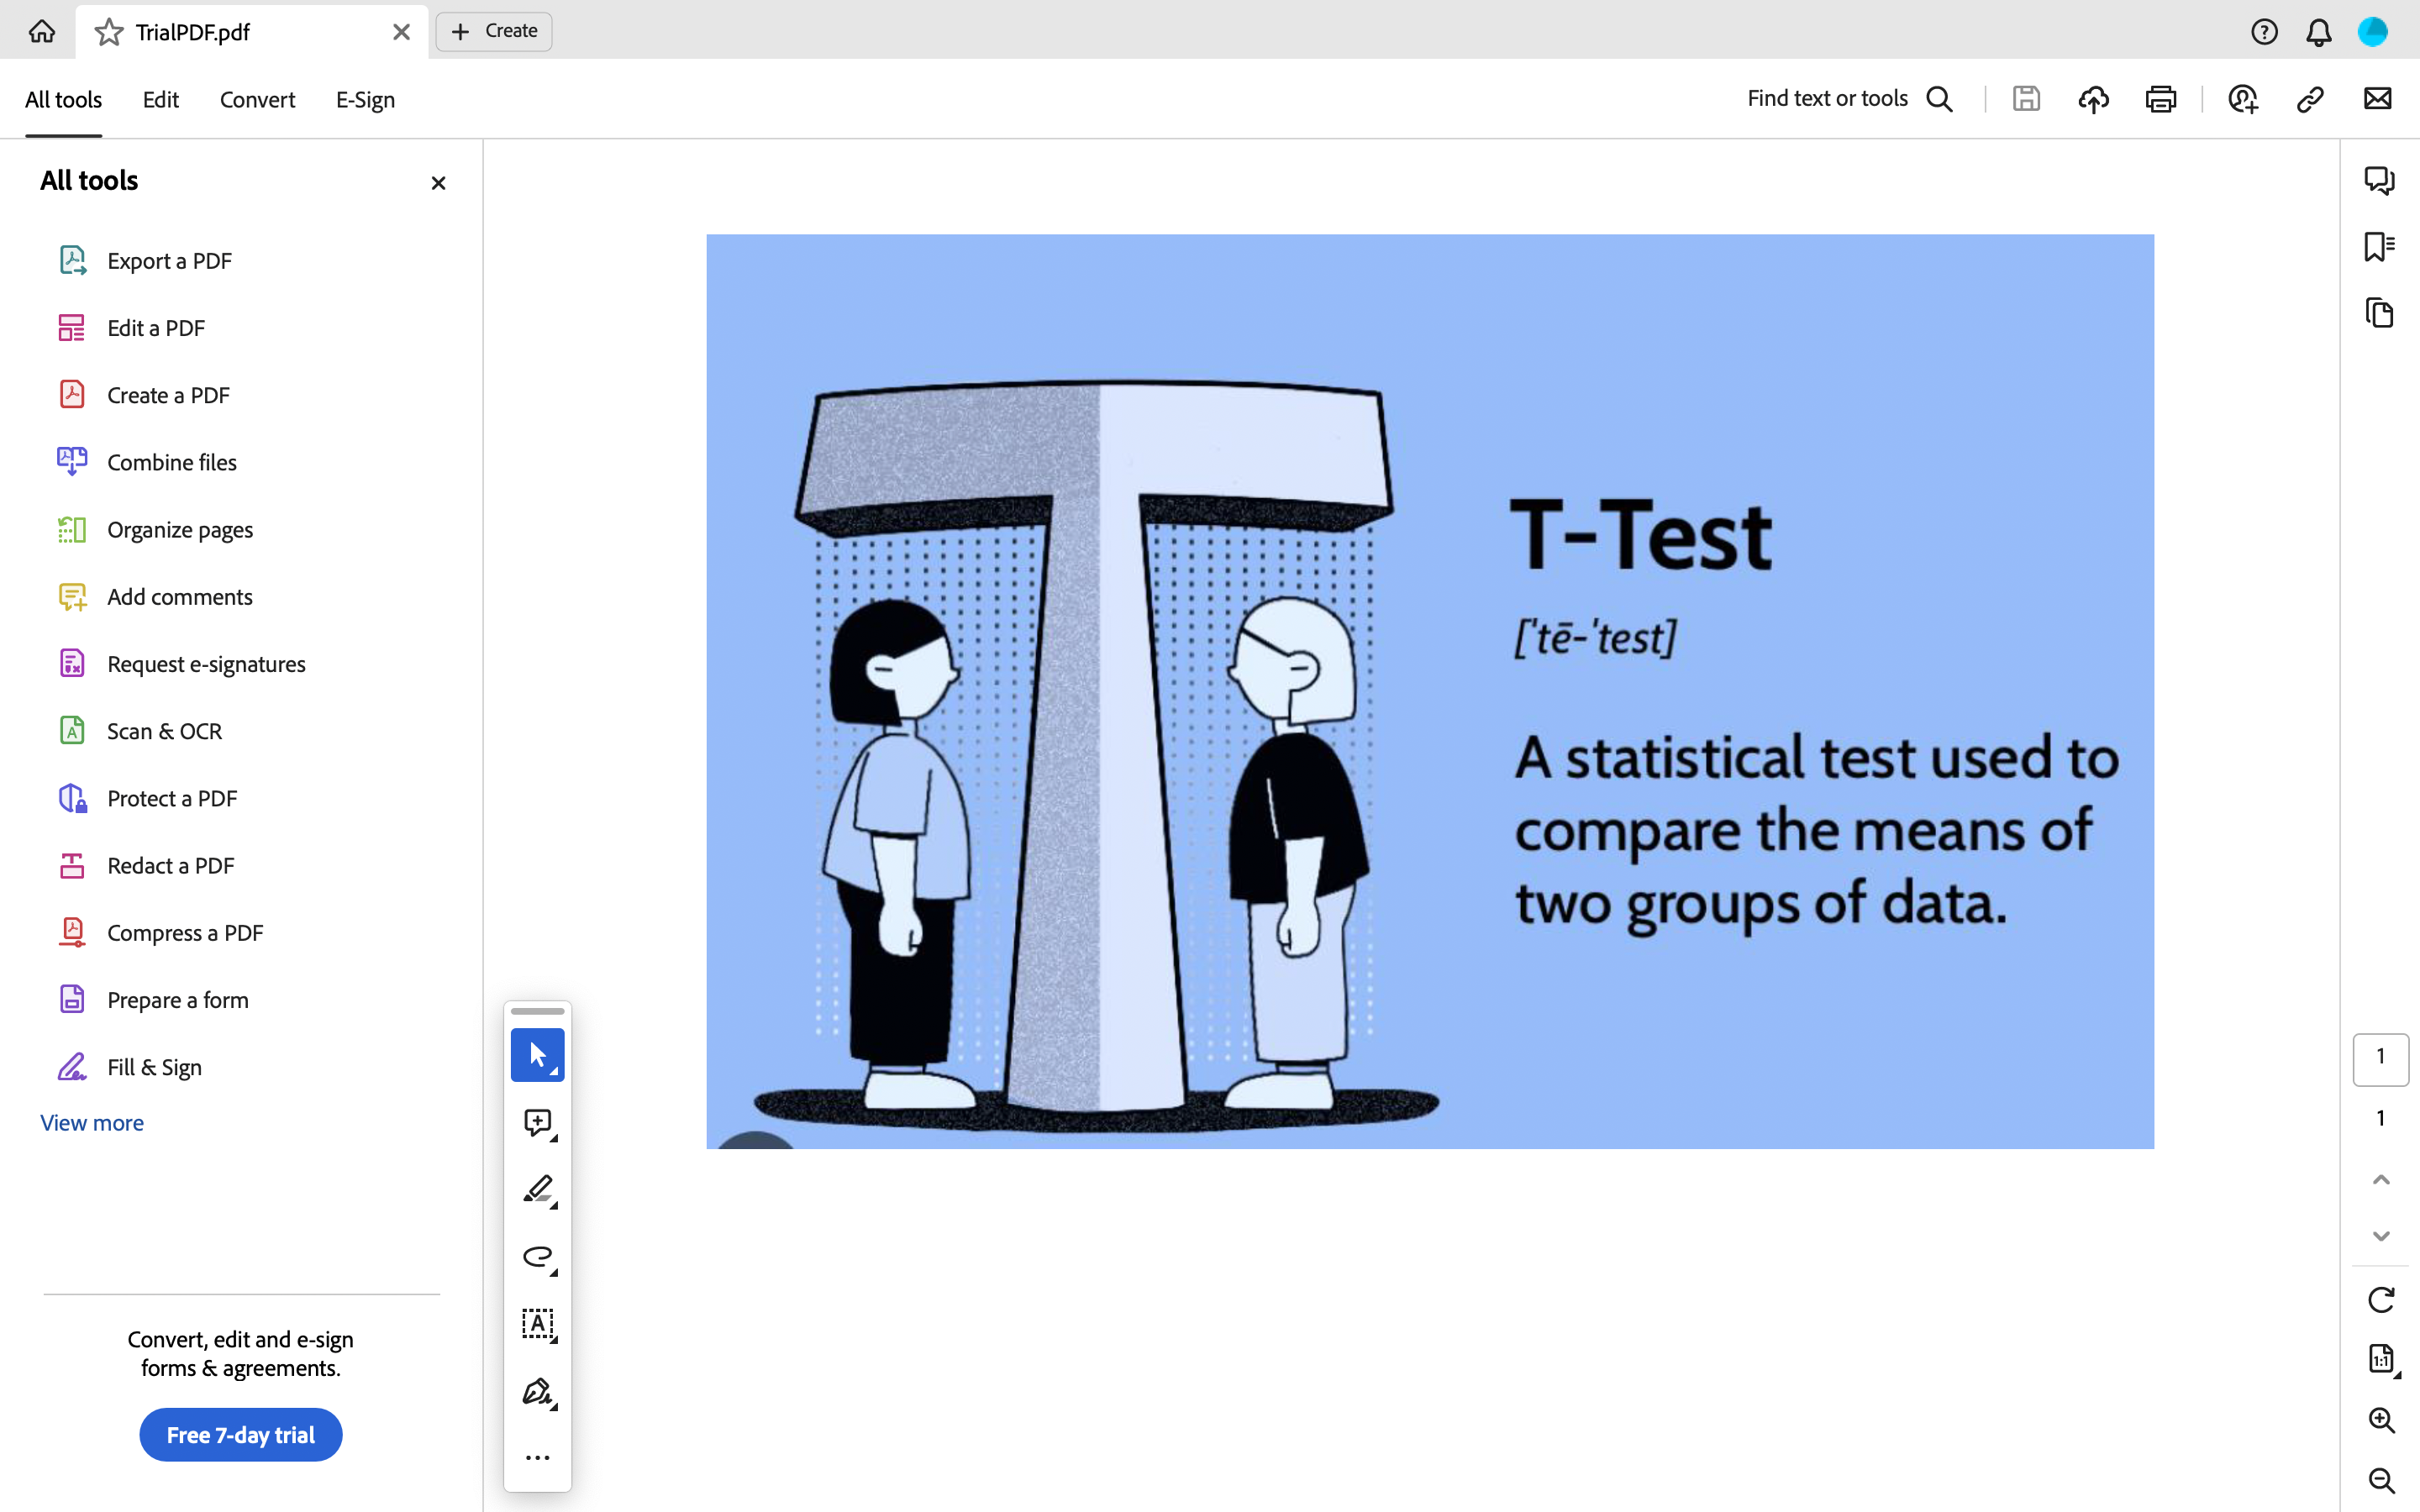 TrialPDF.pdf
Create
All tools
Edit
Convert
E-Sign
Find text or tools
All tools
Export a PDF
Edit a PDF
Create a PDF
Combine files
Organize pages
Add comments
Request e-signatures
Scan & OCR
Protect a PDF
Redact a PDF
Compress a PDF
Prepare a form
Fill & Sign
View more
Convert, edit and e-sign
forms & agreements.
Free 7-day trial
T-Test
['tē-'test]
A statistical test used to
compare the means of
two groups of data.
1
1
1:1